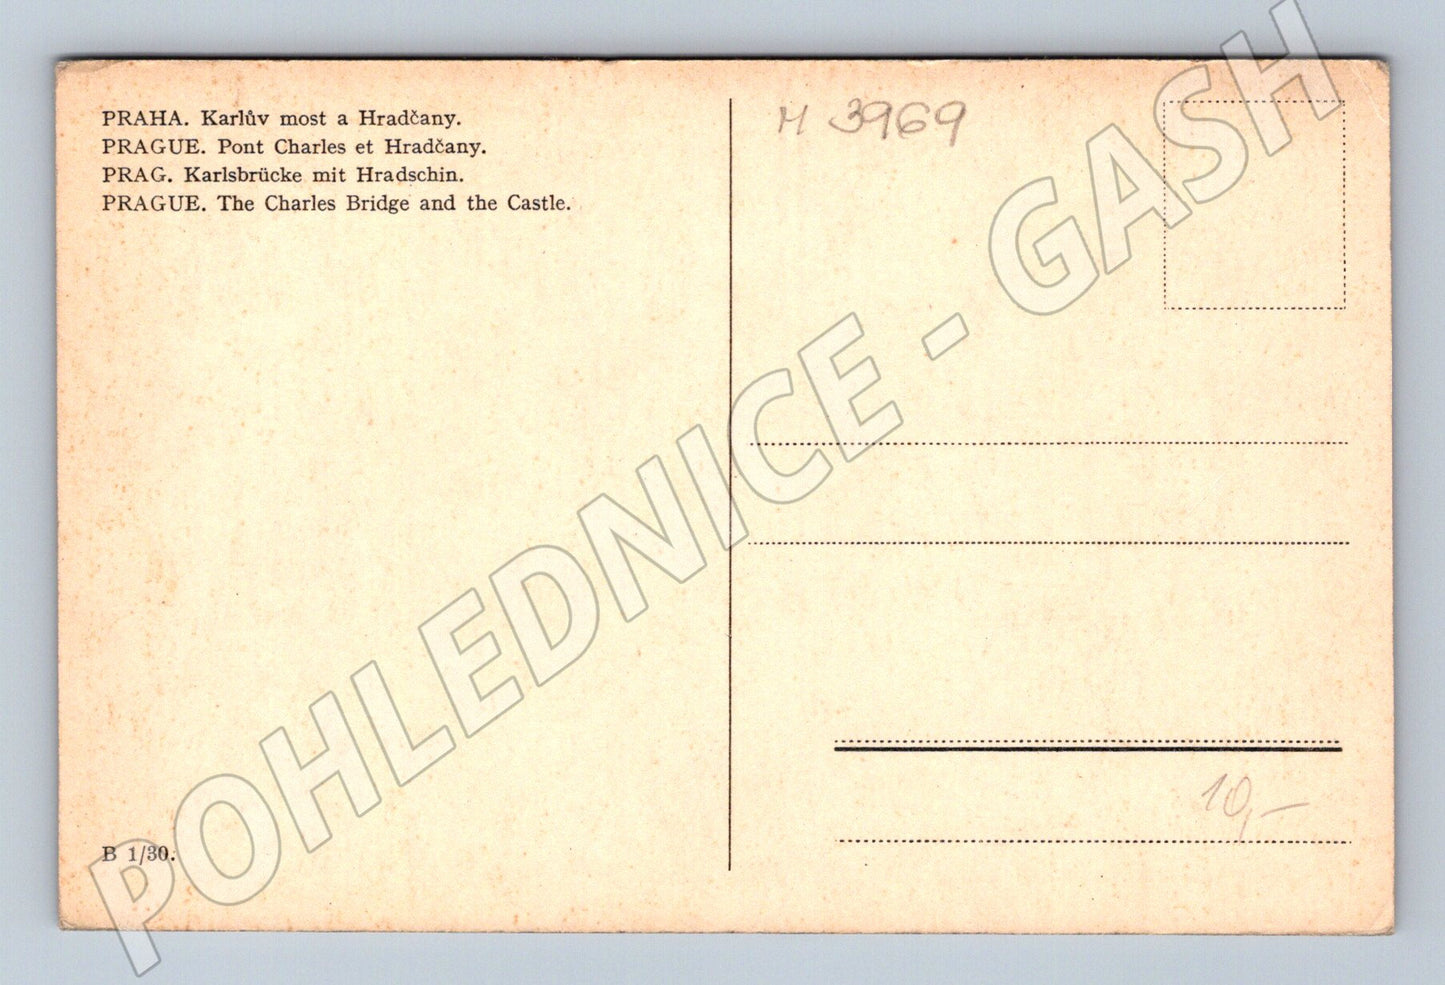 PRAHA. Karlův most a Hradčany.
PRAGUE. Pont Charles et Hradčany.
PRAG. Karlsbrücke mit Hradschin.
PRAGUE. The Charles Bridge and the Castle.
M 3969
POHLEDNICE - GASH
10,-
B 1/30.